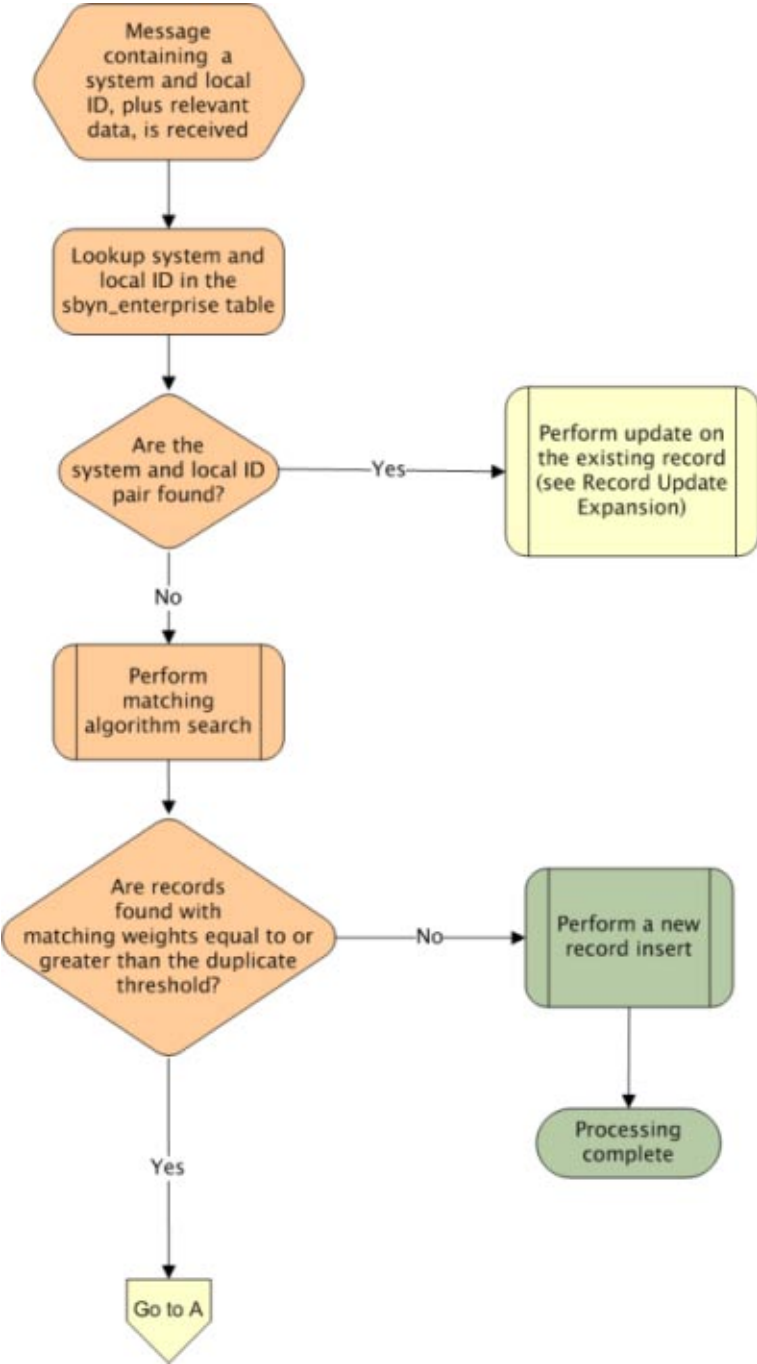 Message
containing a
system and local
ID, plus relevant
data, is received
Lookup system and
local ID in the
sbyn_enterprise table
Are the
system and local ID
pair found?
Yes
Perform update on
the existing record
(see Record Update
Expansion)
No
Perform
matching
algorithm search
Are records
found with
matching weights equal to or
greater than the duplicate
threshold?
No
Perform a new
record insert
Processing
complete
Yes
Go to A